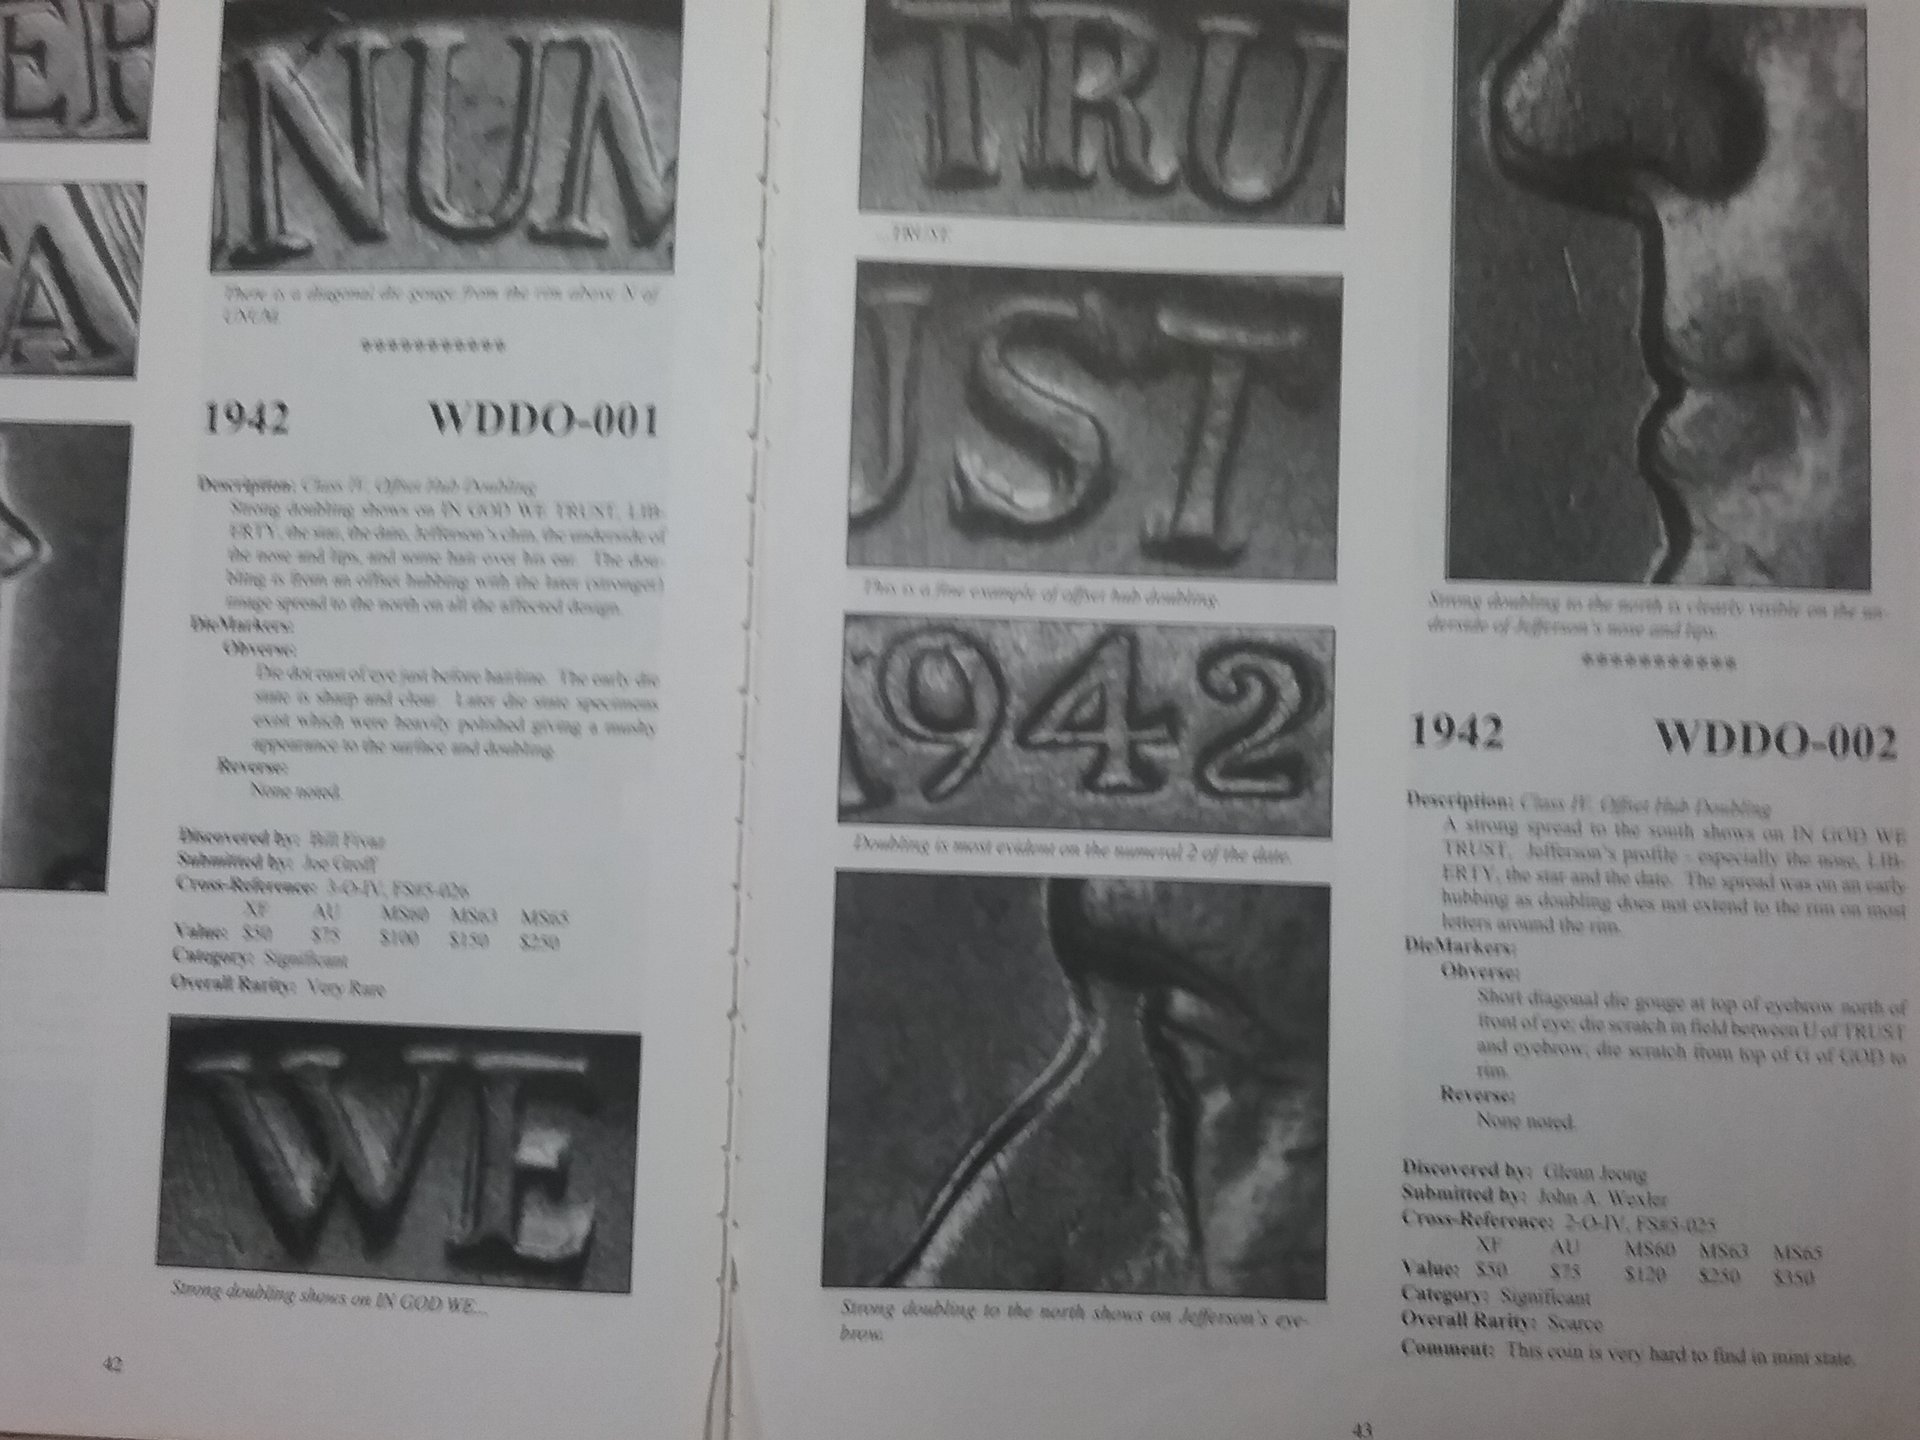 ER
A
NUM
There is a diagonal die gouge from the rim above N of
UNUM.
***********
1942 WDDO-001
Description: Class IV. Offset Hub Doubling
Strong doubling shows on IN GOD WE TRUST, LIB-
ERTY, the star, the date, Jefferson's chin, the underside of
the nose and lips, and some hair over his ear. The dou-
bling is from an offset hubbing with the later (stronger)
image spread to the north on all the affected design.
DieMarkers:
Obverse:
Die dot east of eye just before hairline. The early die
state is sharp and clear. Later die state specimens
exist which were heavily polished giving a mushy
appearance to the surface and doubling.
Reverse:
None noted.
Discovered by: Bill
Submitted by: Joe
Cross-Reference: 3-O-IV, FS#5-026
XF AU MS60 MS63 MS65
Value: $50 $75 $100 $150 $250
Category: Significant
Overall Rarity: Very Rare
WE
Strong doubling shows on IN GOD WE...
42
TRU
...TRUST.
UST
This is a fine example of offset hub doubling.
1942
Doubling is most evident on the numeral 2 of the date.
Strong doubling to the north shows on Jefferson's eye-
brow.
Strong doubling to the north is clearly visible on the un-
derside of Jefferson's nose and lips.
************
1942 WDDO-002
Description: Class IV. Offset Hub Doubling
A strong spread to the south shows on IN GOD WE
TRUST, Jefferson's profile - especially the nose, LIB-
ERTY, the star and the date. The spread was on an early
hubbing as doubling does not extend to the rim on most
letters around the rim.
DieMarkers:
Obverse:
Short diagonal die gouge at top of eyebrow north of
front of eye; die scratch in field between U of TRUST
and eyebrow; die scratch from top of G of GOD to
rim.
Reverse:
None noted.
Discovered by: Glenn Jeong
Submitted by: John A. Wexler
Cross-Reference: 2-O-IV, FS#5-025
XF AU MS60 MS63 MS65
Value: $50 $75 $120 $250 $350
Category: Significant
Overall Rarity: Scarce
Comment: This coin is very hard to find in mint state.
43